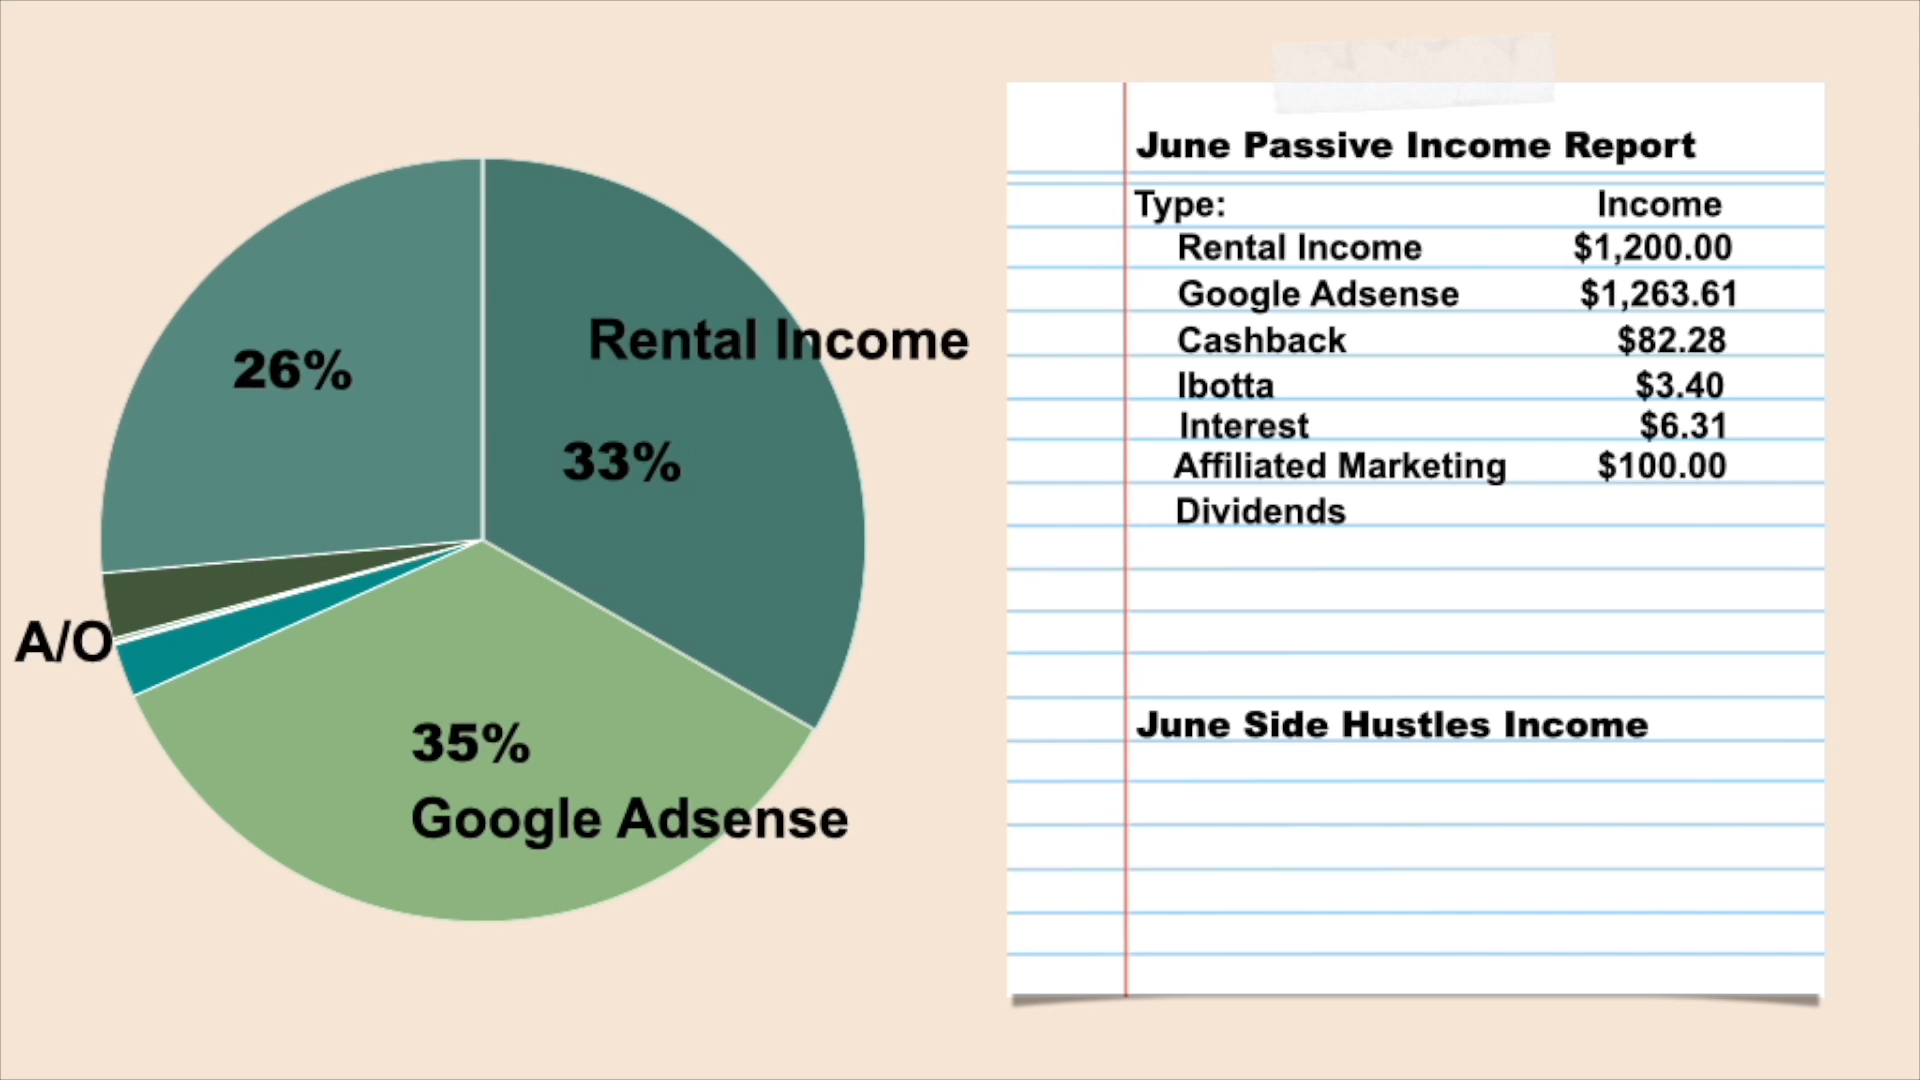 26%
Rental Income
33%
A/O
35%
Google Adsense
June Passive Income Report
Type: Income
Rental Income $1,200.00
Google Adsense $1,263.61
Cashback $82.28
Ibotta $3.40
Interest $6.31
Affiliated Marketing $100.00
Dividends
June Side Hustles Income